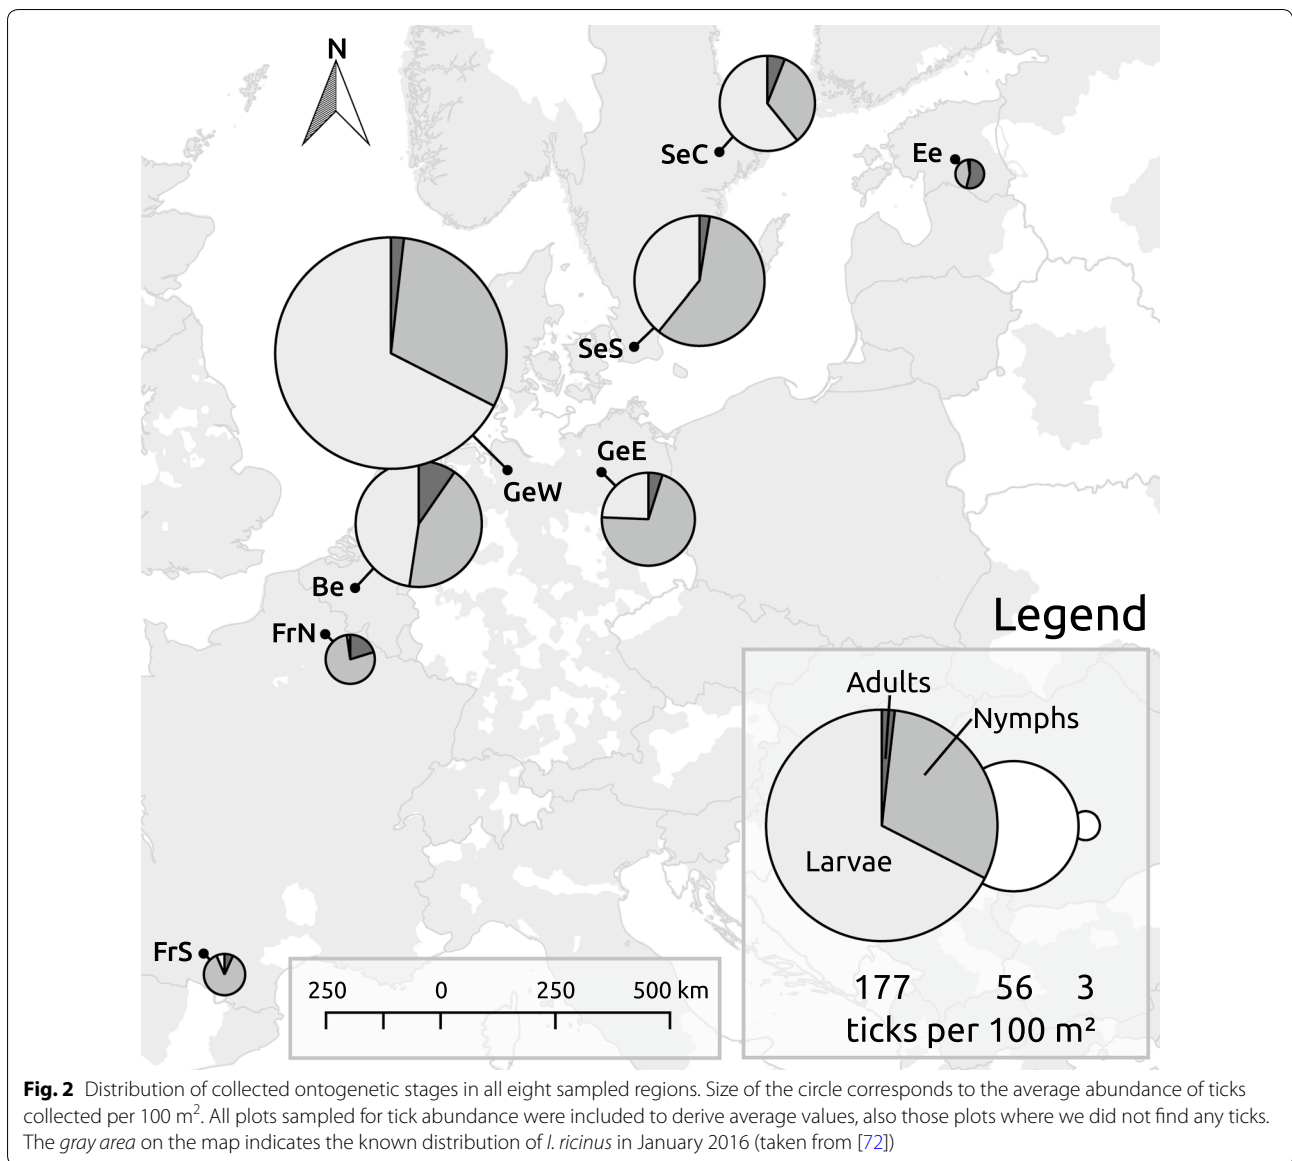 N
SeC
Ee
SeS
GeE
GeW
Be
FrN
Legend
Adults
Nymphs
Larvae
FrS
250 0 250 500 km
177 56 3
ticks per 100 m²
Fig. 2 Distribution of collected ontogenetic stages in all eight sampled regions. Size of the circle corresponds to the average abundance of ticks
collected per 100 m². All plots sampled for tick abundance were included to derive average values, also those plots where we did not find any ticks.
The gray area on the map indicates the known distribution of I. ricinus in January 2016 (taken from [72])